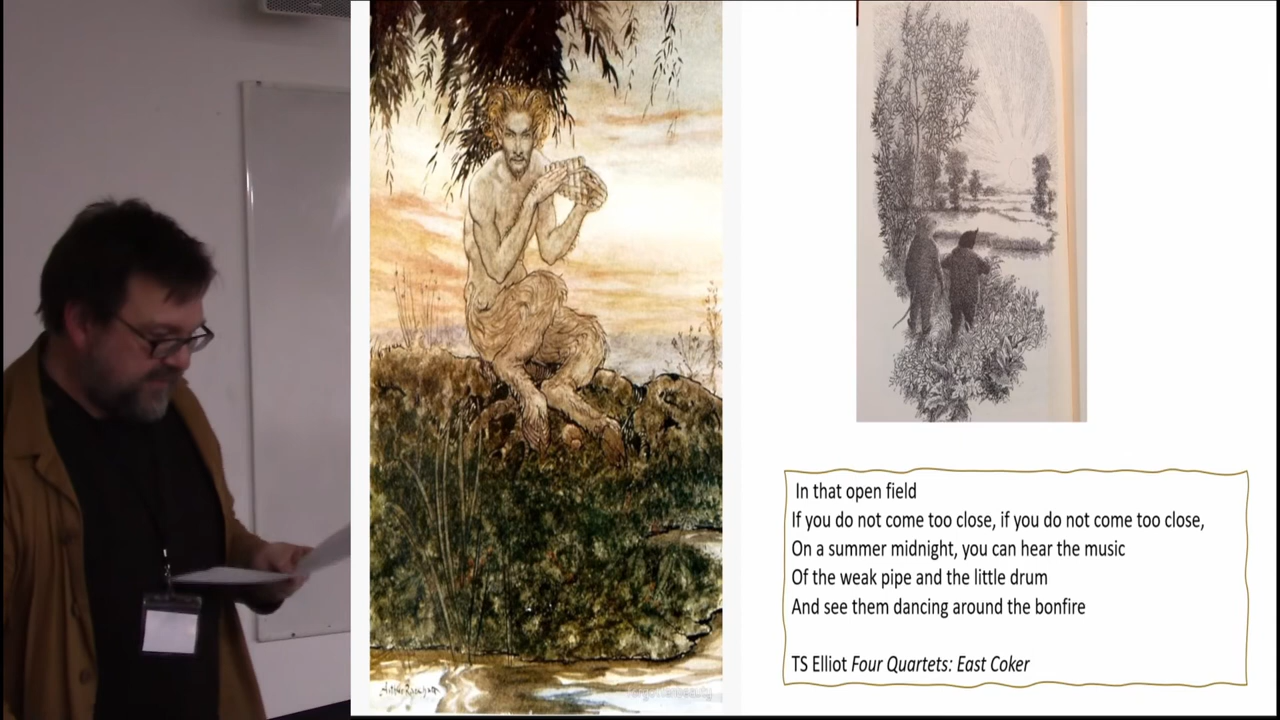 Arthur Rackham
In that open field
If you do not come too close, if you do not come too close,
On a summer midnight, you can hear the music
Of the weak pipe and the little drum
And see them dancing around the bonfire
TS Elliot Four Quartets: East Coker